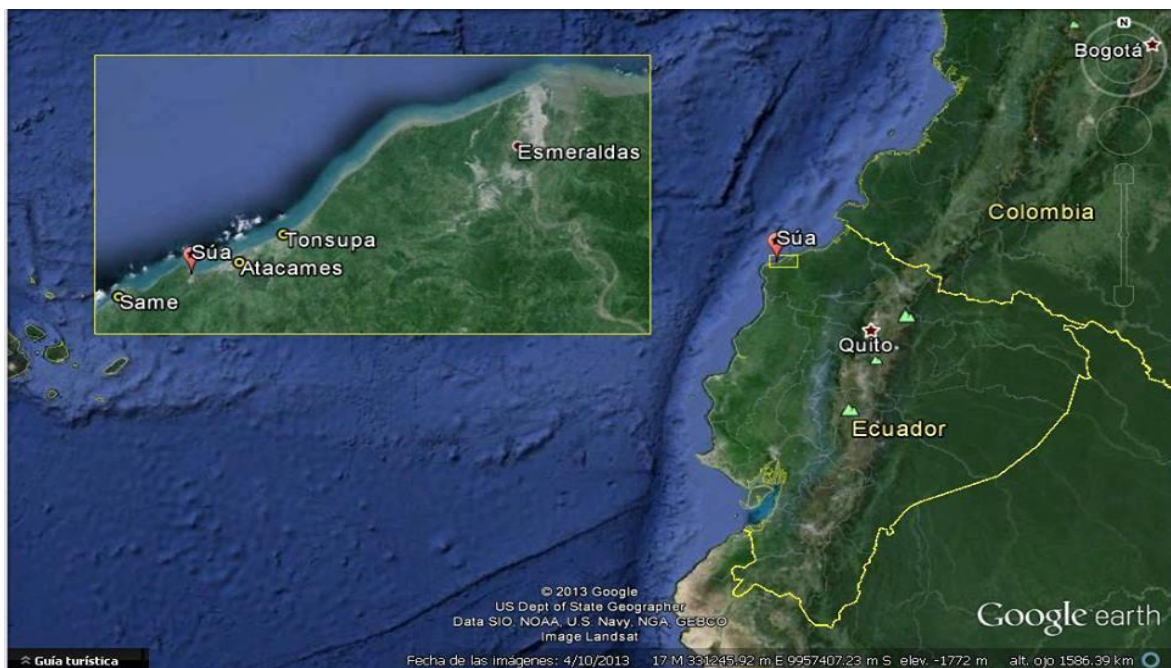 N
Bogotá
Esmeraldas
Colombia
Súa
Tonsupa
Súa
Atacames
Same
Quito
Ecuador
© 2013 Google
US Dept of State Geographer
Data SIO, NOAA, U.S. Navy, NGA, GEBCO
Image Landsat
Google earth
Guía turística
Fecha de las imágenes: 4/10/2013 17 M 331245.92 m E 9957407.23 m S elev. -1772 m alt. ojo 1586.39 km